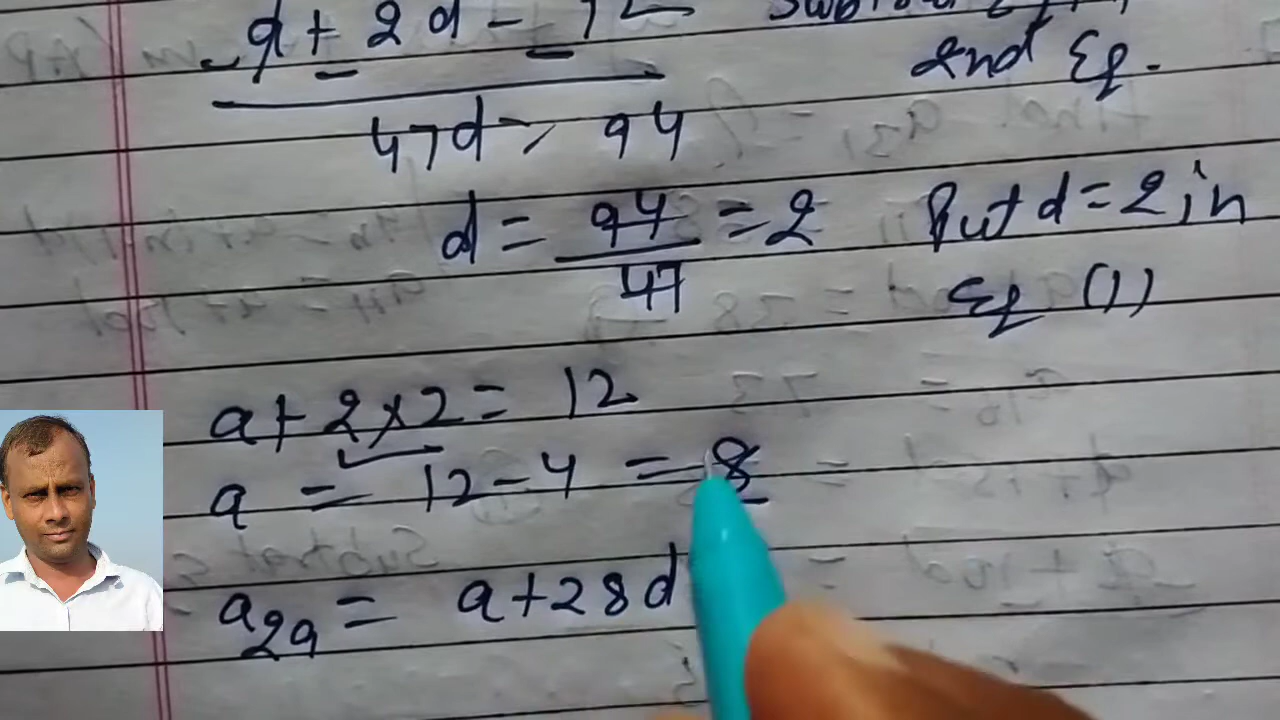 a + 2d = 12
2nd Eq.
47d = 94
d = 94/47 = 2 Put d = 2 in
Eq (1)
a + 2 × 2 = 12
a = 12 - 4 = 8
a29 = a + 28d